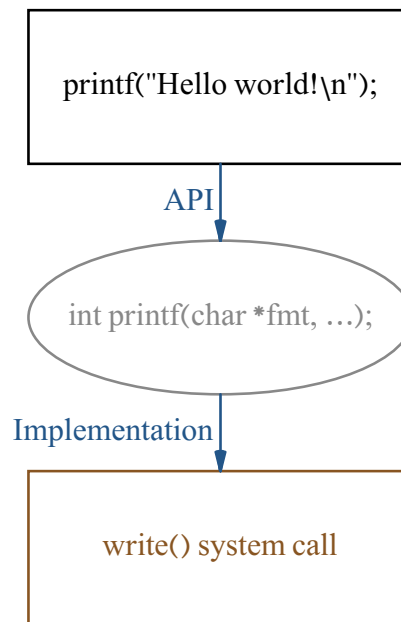 printf("Hello world!\n");
API
int printf(char *fmt, …);
Implementation
write() system call